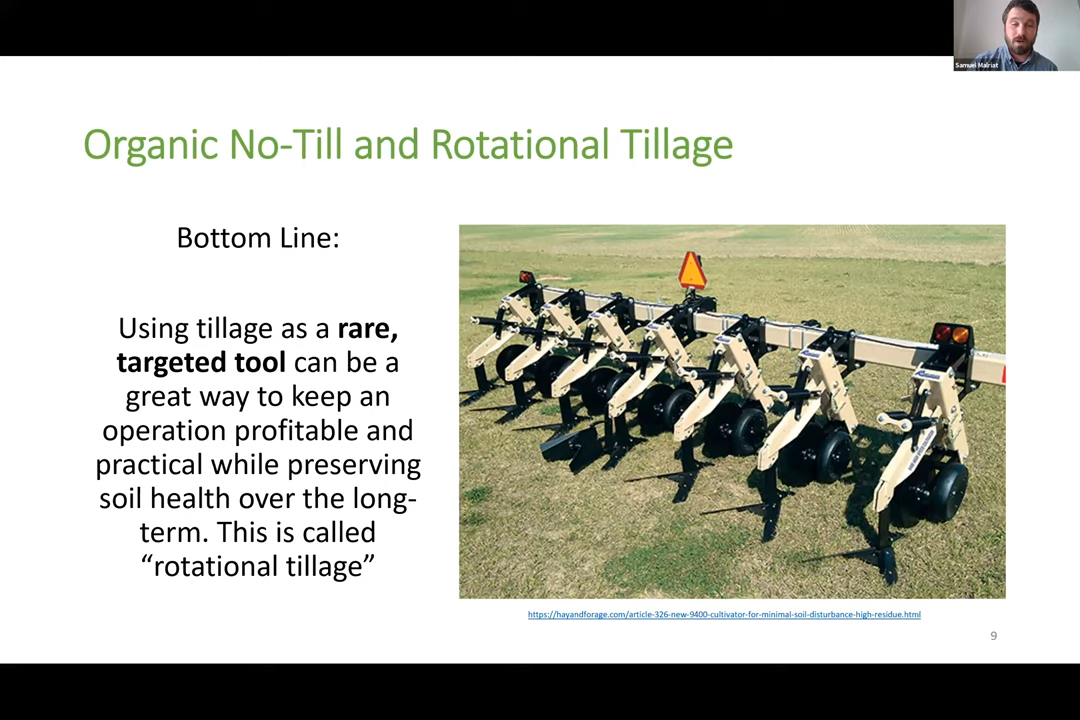 Samuel Malriat
Organic No-Till and Rotational Tillage
Bottom Line:
Using tillage as a rare,
targeted tool can be a
great way to keep an
operation profitable and
practical while preserving
soil health over the long-
term. This is called
“rotational tillage”
https://hayandforage.com/article-326-new-9400-cultivator-for-minimal-soil-disturbance-high-residue.html
9